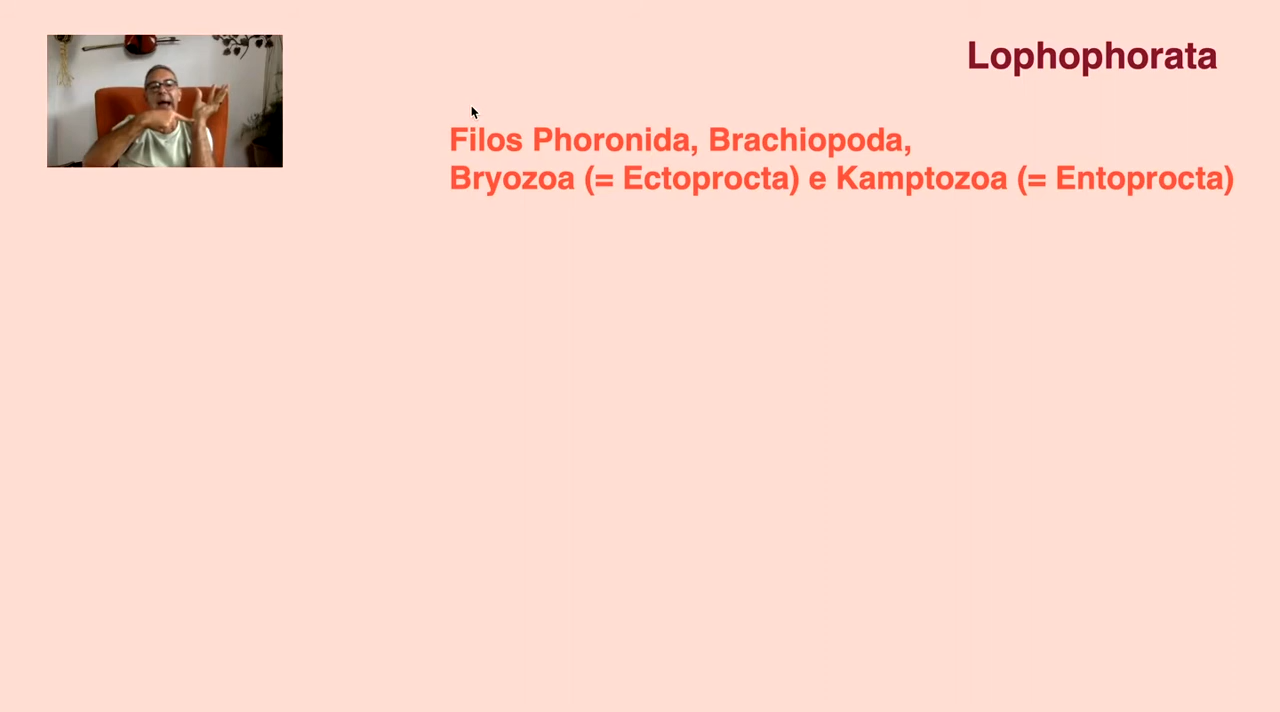 Lophophorata
Filos Phoronida, Brachiopoda,
Bryozoa (= Ectoprocta) e Kamptozoa (= Entoprocta)